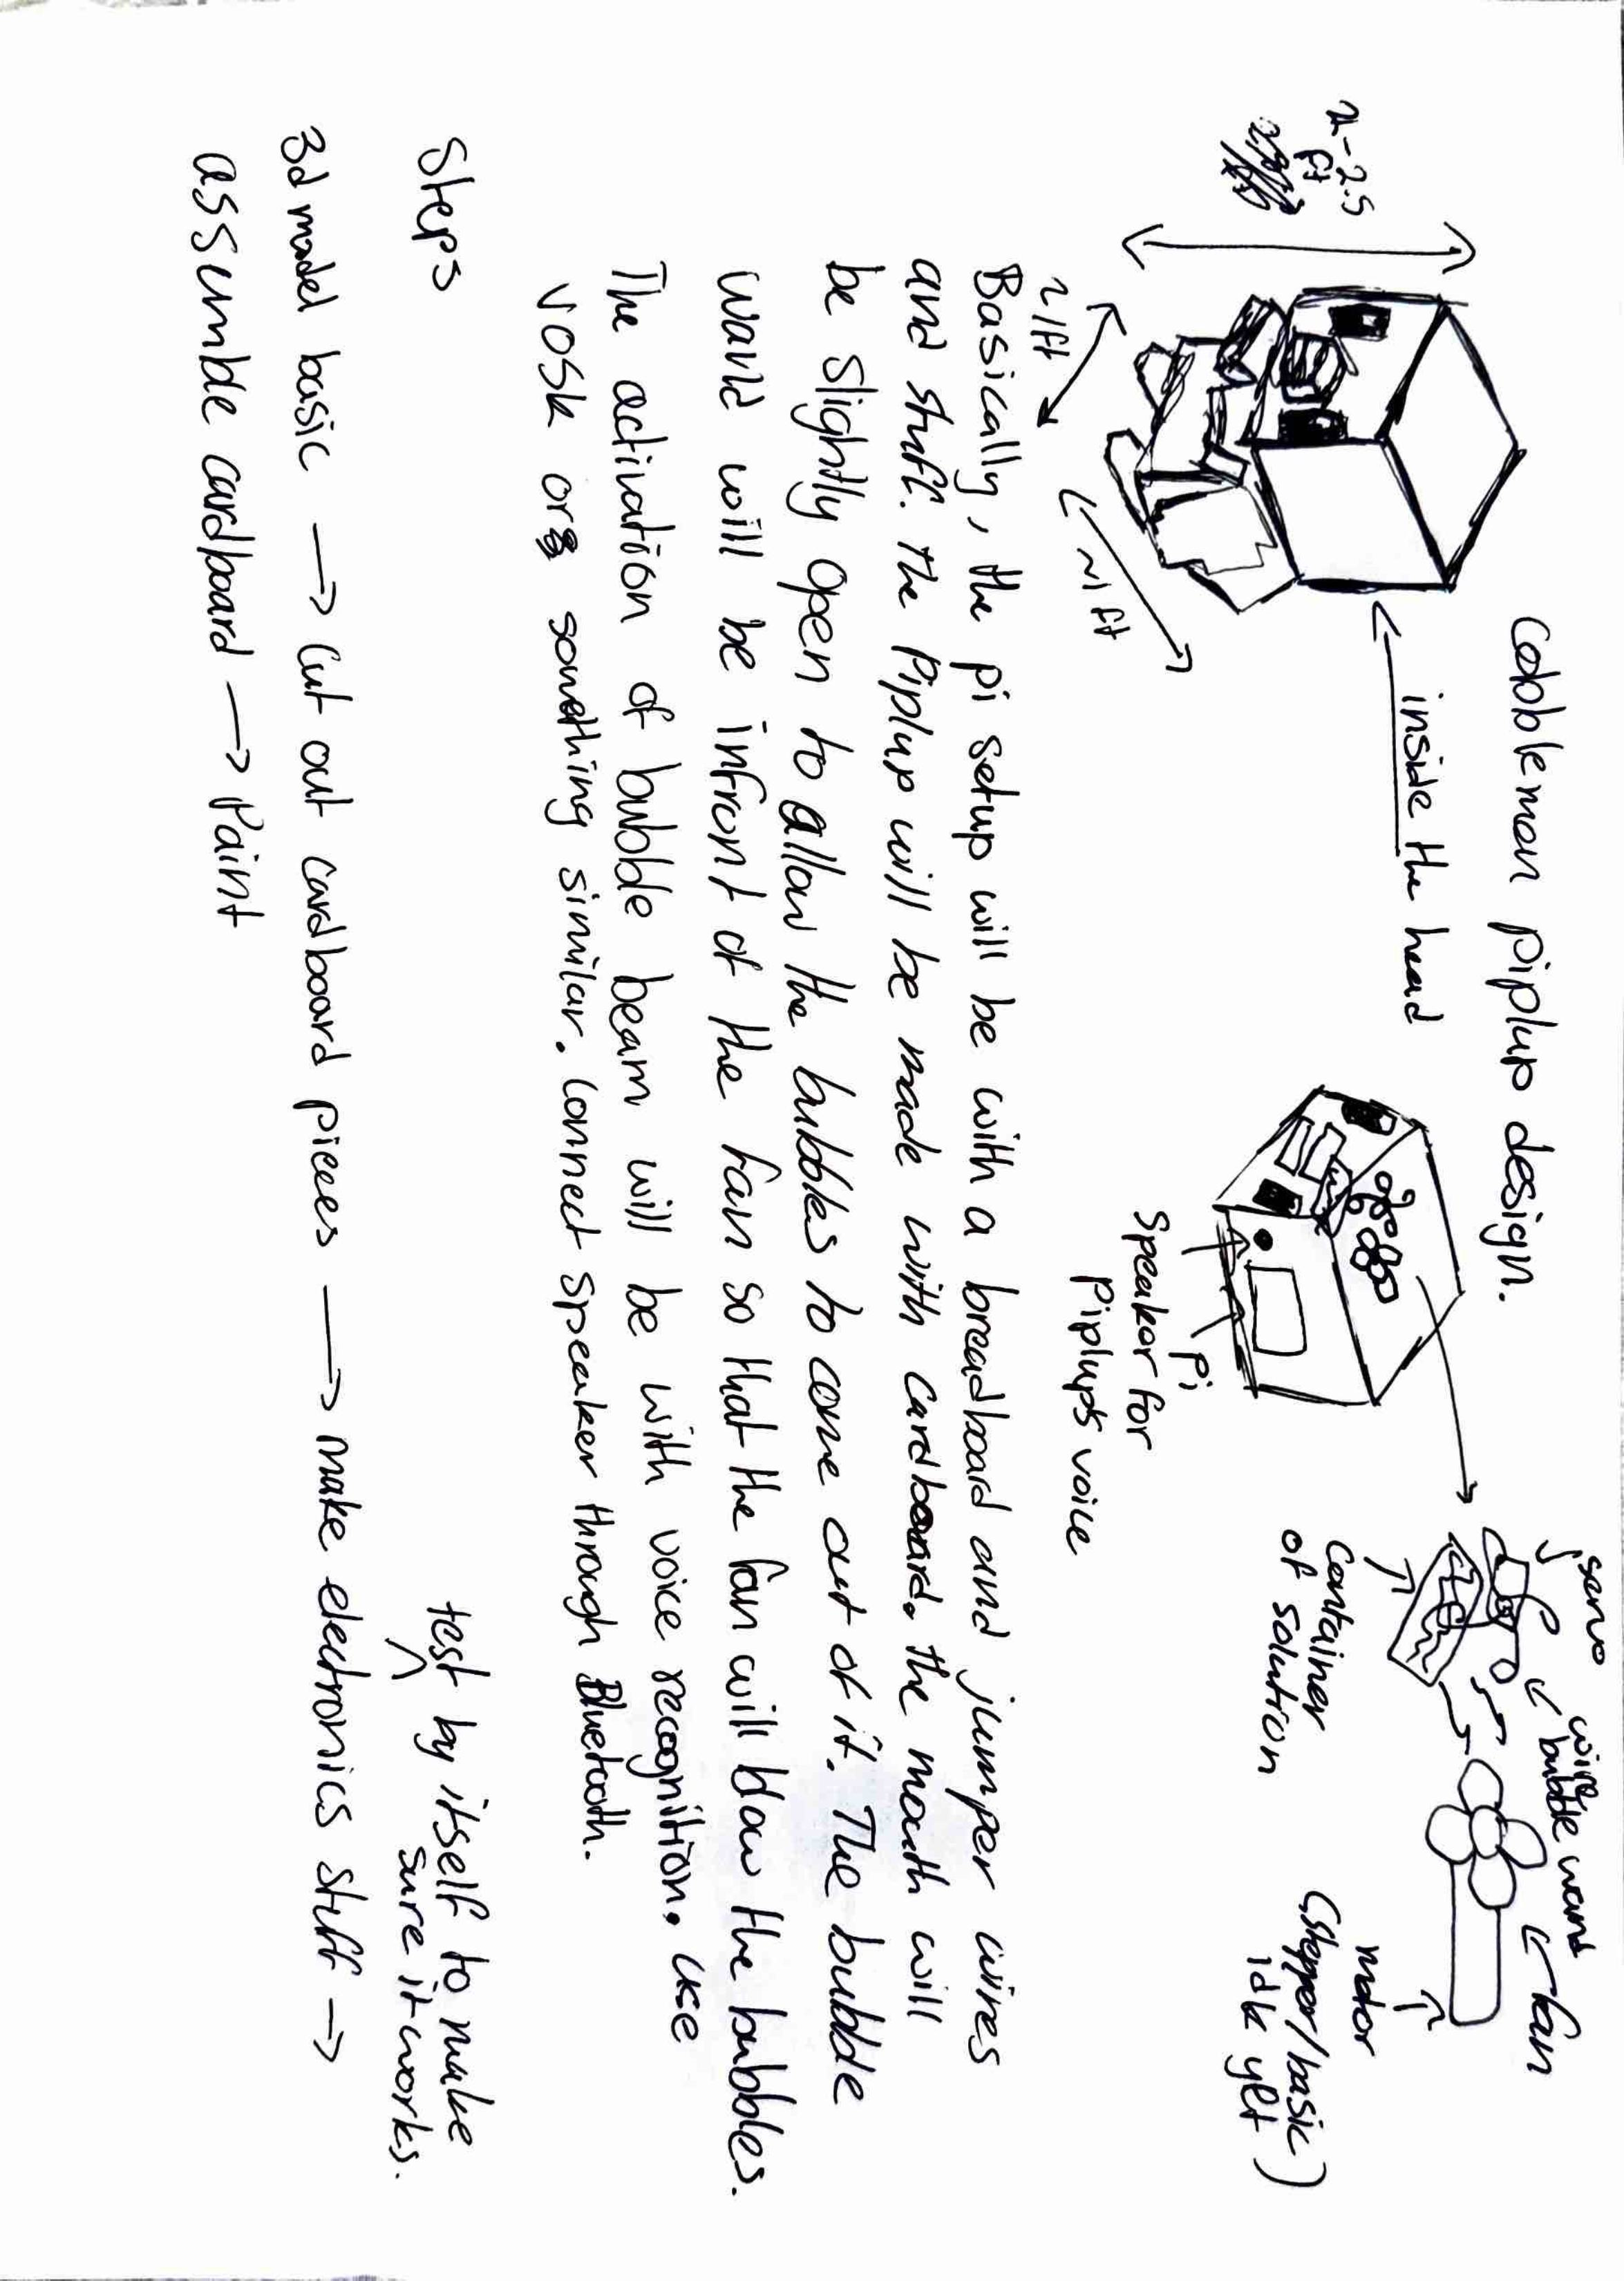 Cobblemon piplup design.
inside the head
~2-2.5
ft
~1ft
~1ft
Speaker for
Piplup's voice
Pi
servo
wire
bubble wand
fan
container
of solution
motor
(stepper/basic
idk yet)
Basically, the pi setup will be with a breadboard and jumper wires
and stuff. The Piplup will be made with cardboard. The mouth will
be slightly open to allow the bubbles to come out of it. The bubble
wand will be infront of the fan so that the fan will blow the bubbles.
The activation of bubble beam will be with voice recognition. Use
vosk or something similar. Connect speaker through Bluetooth.
Steps
test by itself to make
sure it works.
3d model basic → Cut out cardboard pieces → make electronics stuff →
assumble cardboard → Paint